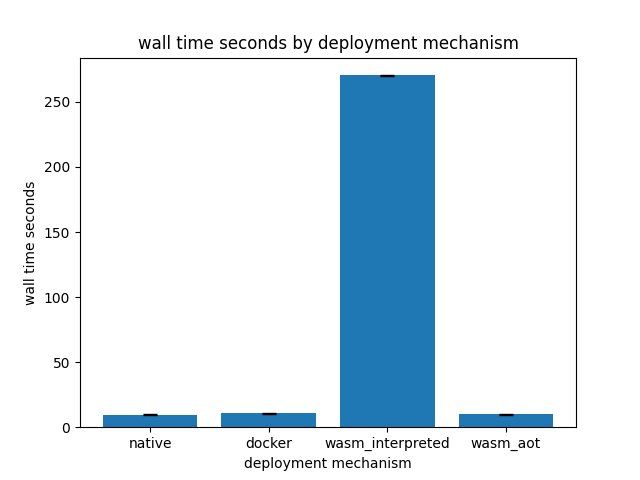 wall time seconds by deployment mechanism
wall time seconds
250
200
150
100
50
0
native docker wasm_interpreted wasm_aot
deployment mechanism